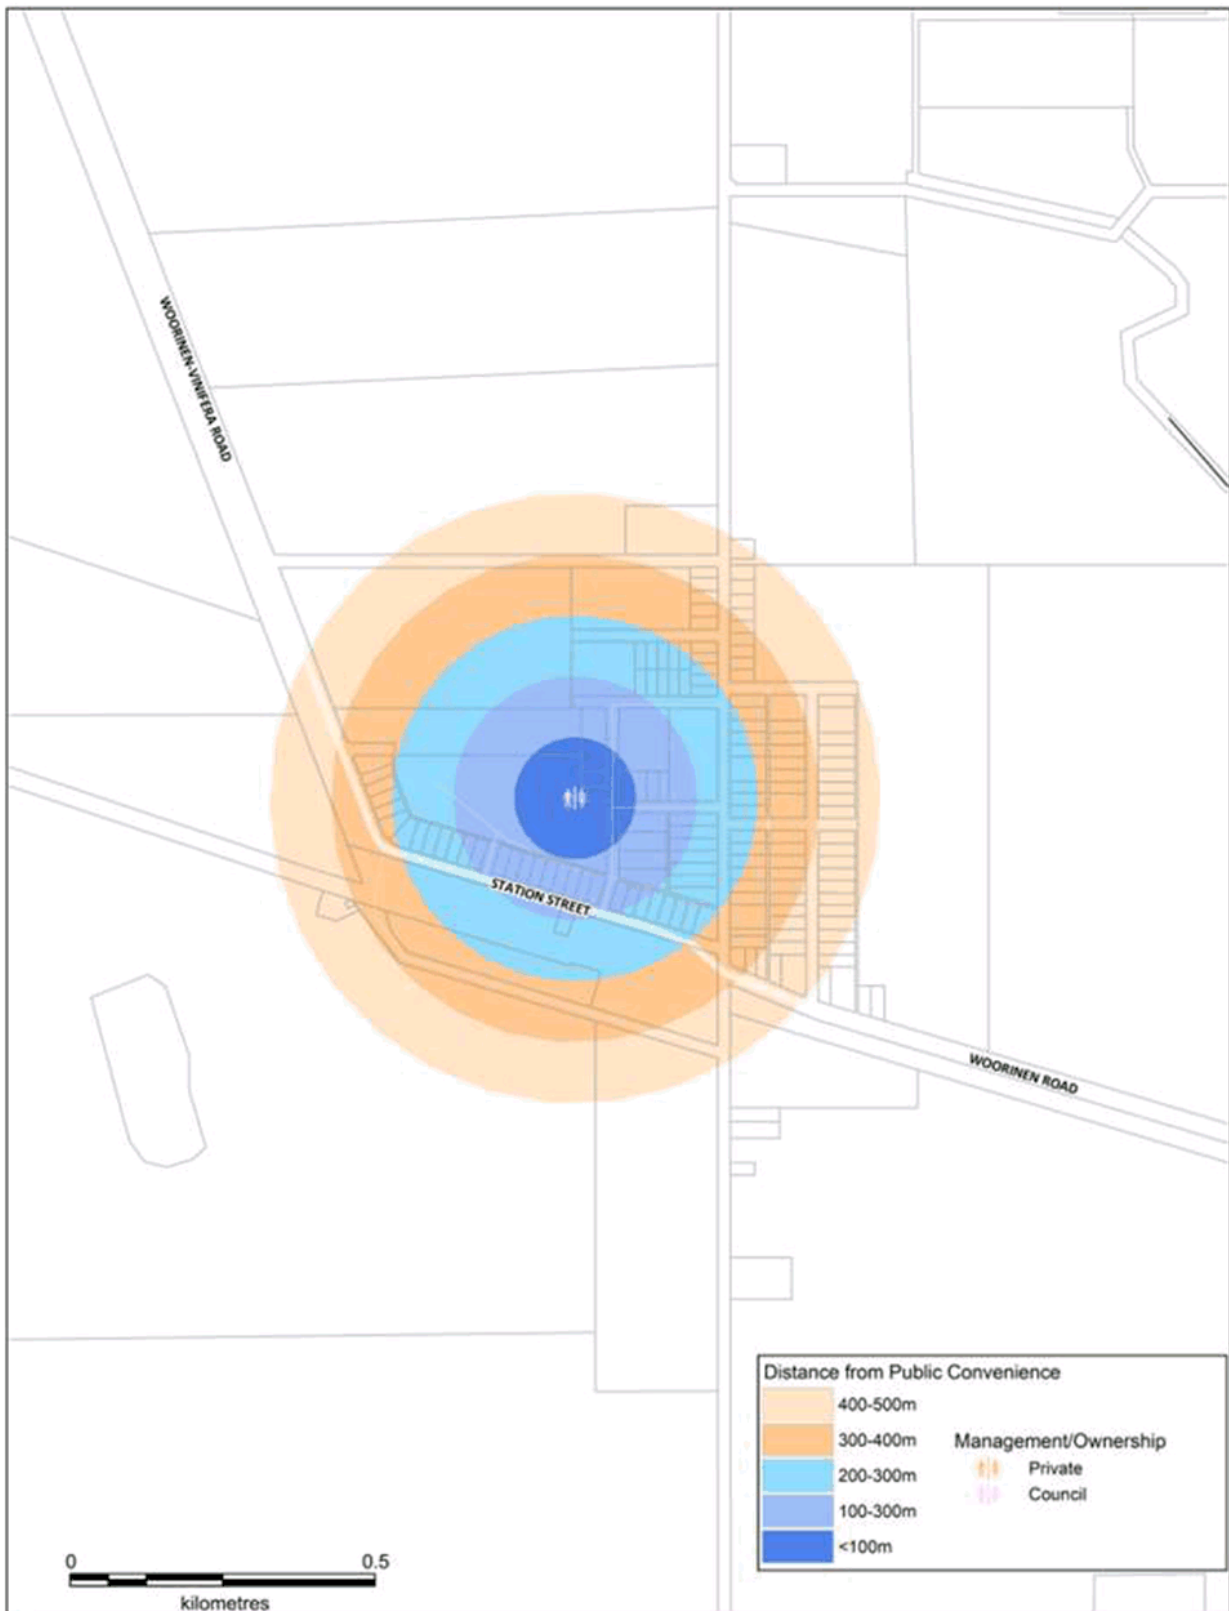 WOORINEN-VINIFERA ROAD
STATION STREET
WOORINEN ROAD
Distance from Public Convenience
400-500m
300-400m
200-300m
100-300m
<100m
Management/Ownership
Private
Council
0 0.5
kilometres